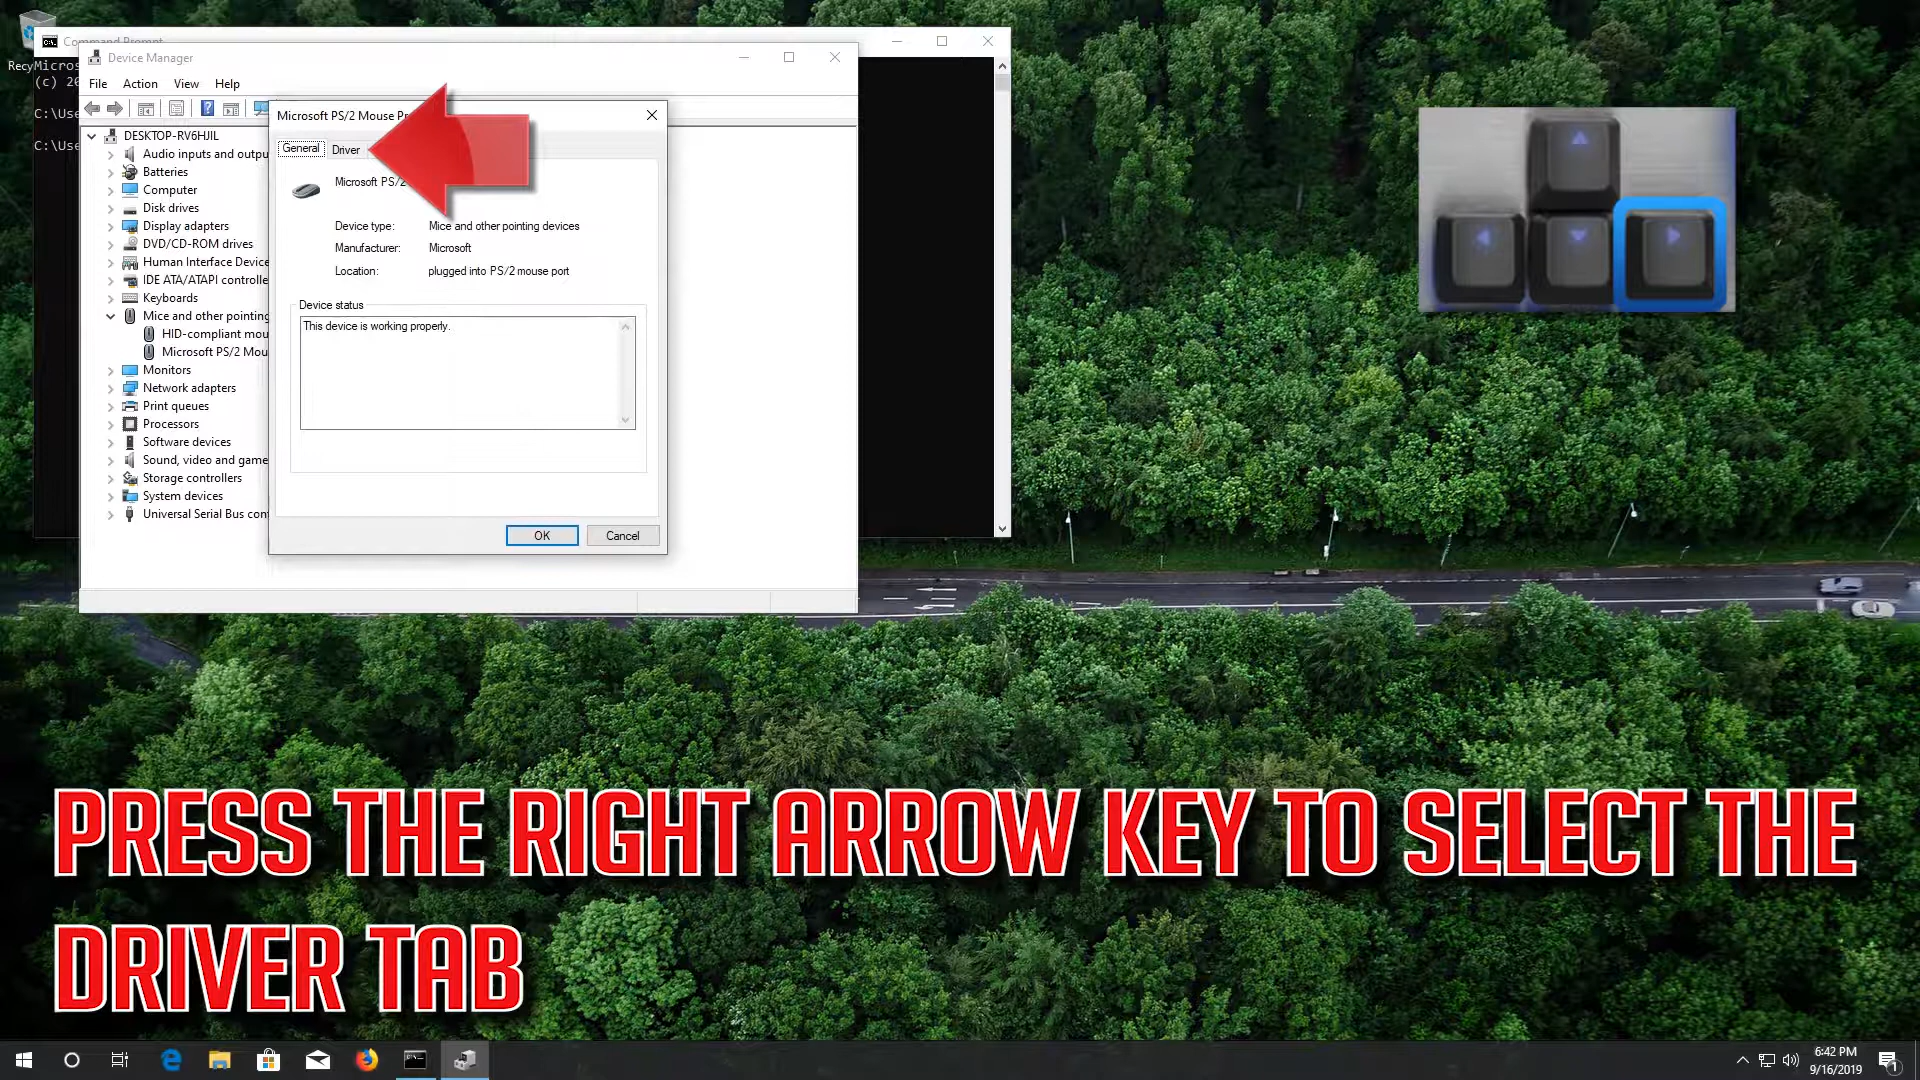 Command Prompt
Device Manager
Recy
Micros
(c) 20
C:\Use
C:\Use
File Action View Help
Microsoft PS/2 Mouse Pr
General Driver
Microsoft PS/2
Device type: Mice and other pointing devices
Manufacturer: Microsoft
Location: plugged into PS/2 mouse port
Device status
This device is working properly.
OK Cancel
DESKTOP-RV6HJIL
Audio inputs and outpu
Batteries
Computer
Disk drives
Display adapters
DVD/CD-ROM drives
Human Interface Device
IDE ATA/ATAPI controlle
Keyboards
Mice and other pointing
HID-compliant mou
Microsoft PS/2 Mou
Monitors
Network adapters
Print queues
Processors
Software devices
Sound, video and game
Storage controllers
System devices
Universal Serial Bus con
PRESS THE RIGHT ARROW KEY TO SELECT THE
DRIVER TAB
6:42 PM
9/16/2019
1